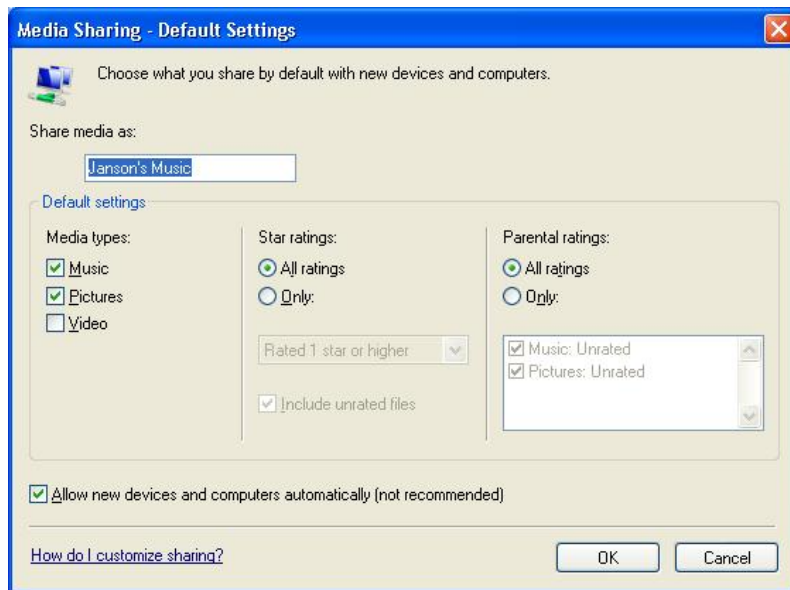 Media Sharing - Default Settings
Choose what you share by default with new devices and computers.
Share media as:
Janson's Music
Default settings
Media types:
Music
Pictures
Video
Star ratings:
All ratings
Only:
Rated 1 star or higher
Include unrated files
Parental ratings:
All ratings
Only:
Music: Unrated
Pictures: Unrated
Allow new devices and computers automatically (not recommended)
How do I customize sharing?
OK
Cancel